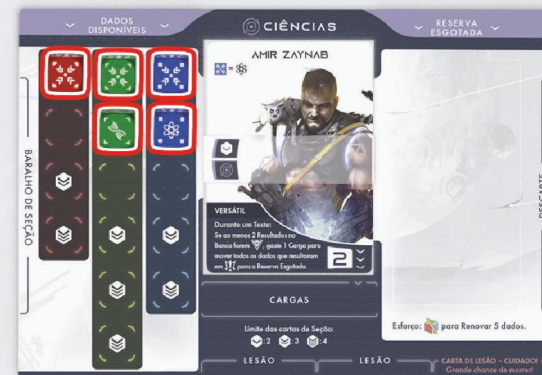 DADOS
DISPONÍVEIS
CIÊNCIAS
RESERVA
ESGOTADA
BARALHO DE SEÇÃO
AMIR ZAYNAB
=
VERSÁTIL
Durante um Teste:
Se ao menos 2 Resultados no
Banco forem , gaste 1 Carga para
mover todos os dados que resultaram
em para a Reserva Esgotada.
2
CARGAS
Limite das cartas de Seção:
:2 :3 :4
LESÃO
LESÃO
DESCARTE
Esforço: para Renovar 5 dados.
CARTA DE LESÃO – CUIDADO!
Grande chance de morrer!